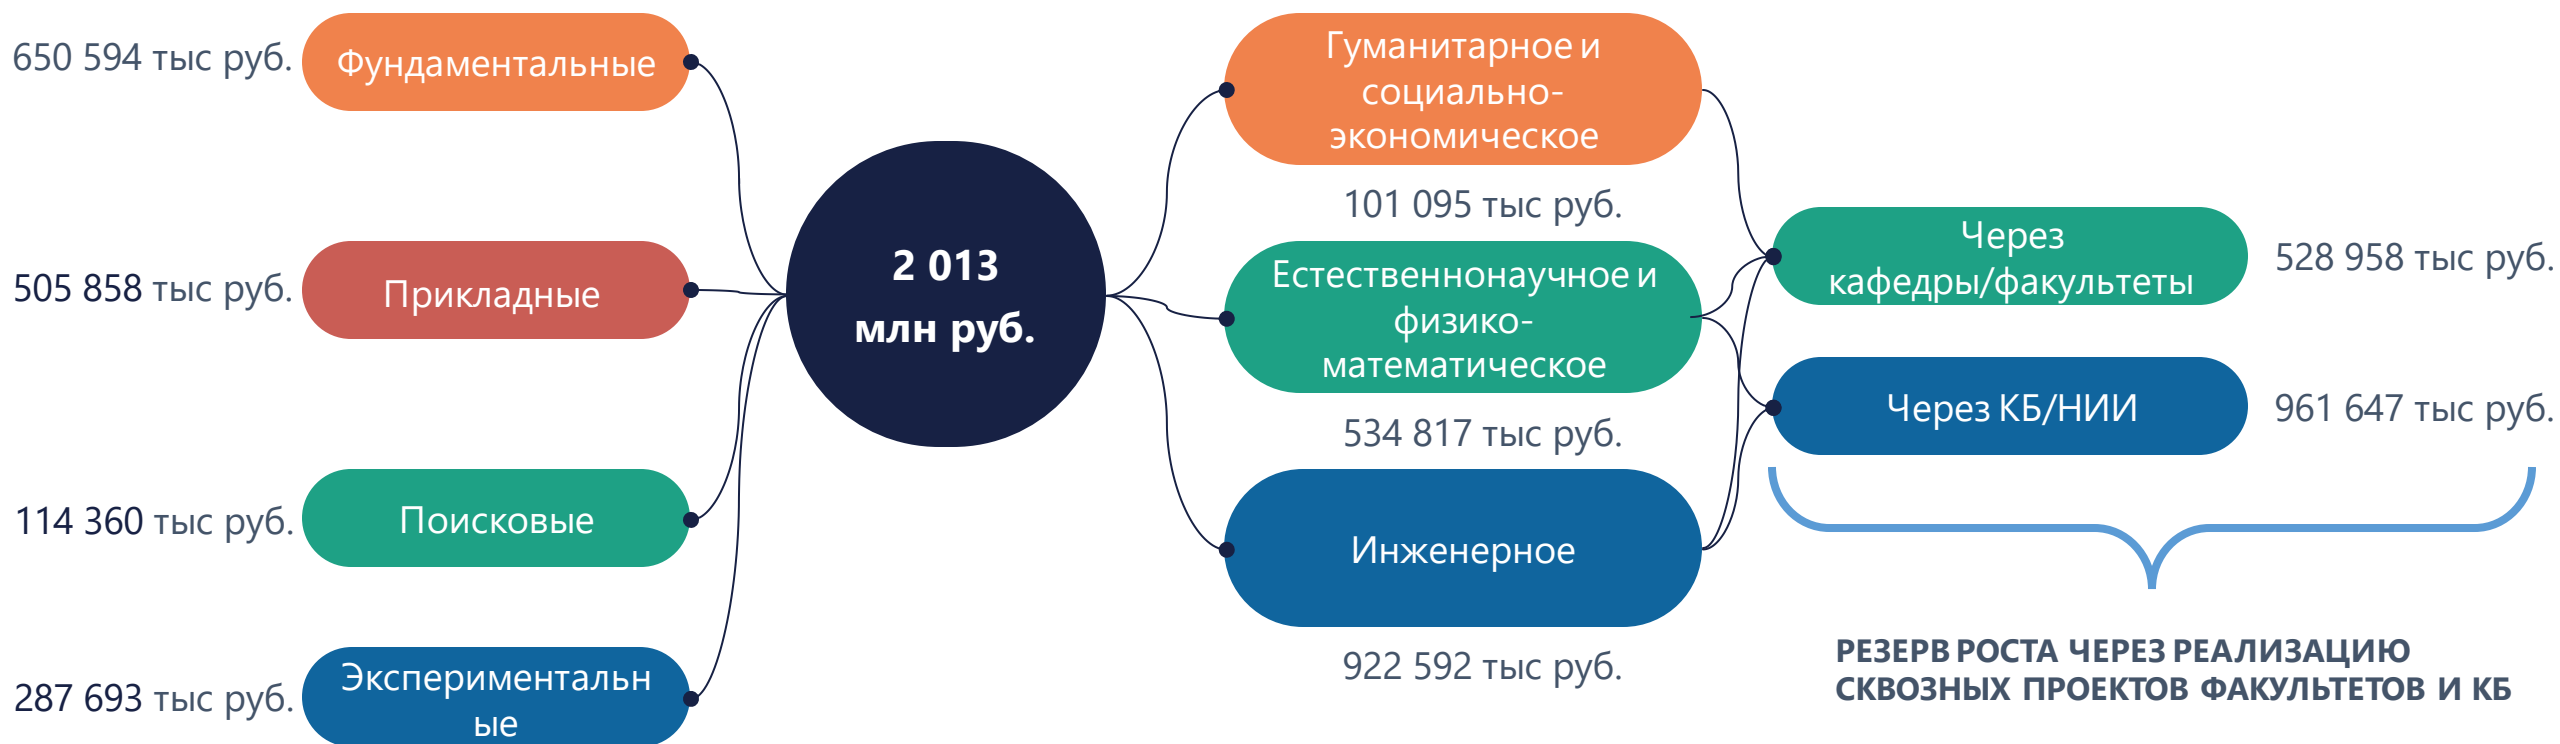 650 594 тыс руб.
Фундаментальные
505 858 тыс руб.
Прикладные
114 360 тыс руб.
Поисковые
287 693 тыс руб.
Экспериментальн
ые
2 013
млн руб.
Гуманитарное и
социально-
экономическое
101 095 тыс руб.
Естественнонаучное и
физико-
математическое
534 817 тыс руб.
Инженерное
922 592 тыс руб.
Через
кафедры/факультеты
528 958 тыс руб.
Через КБ/НИИ
961 647 тыс руб.
РЕЗЕРВ РОСТА ЧЕРЕЗ РЕАЛИЗАЦИЮ
СКВОЗНЫХ ПРОЕКТОВ ФАКУЛЬТЕТОВ И КБ